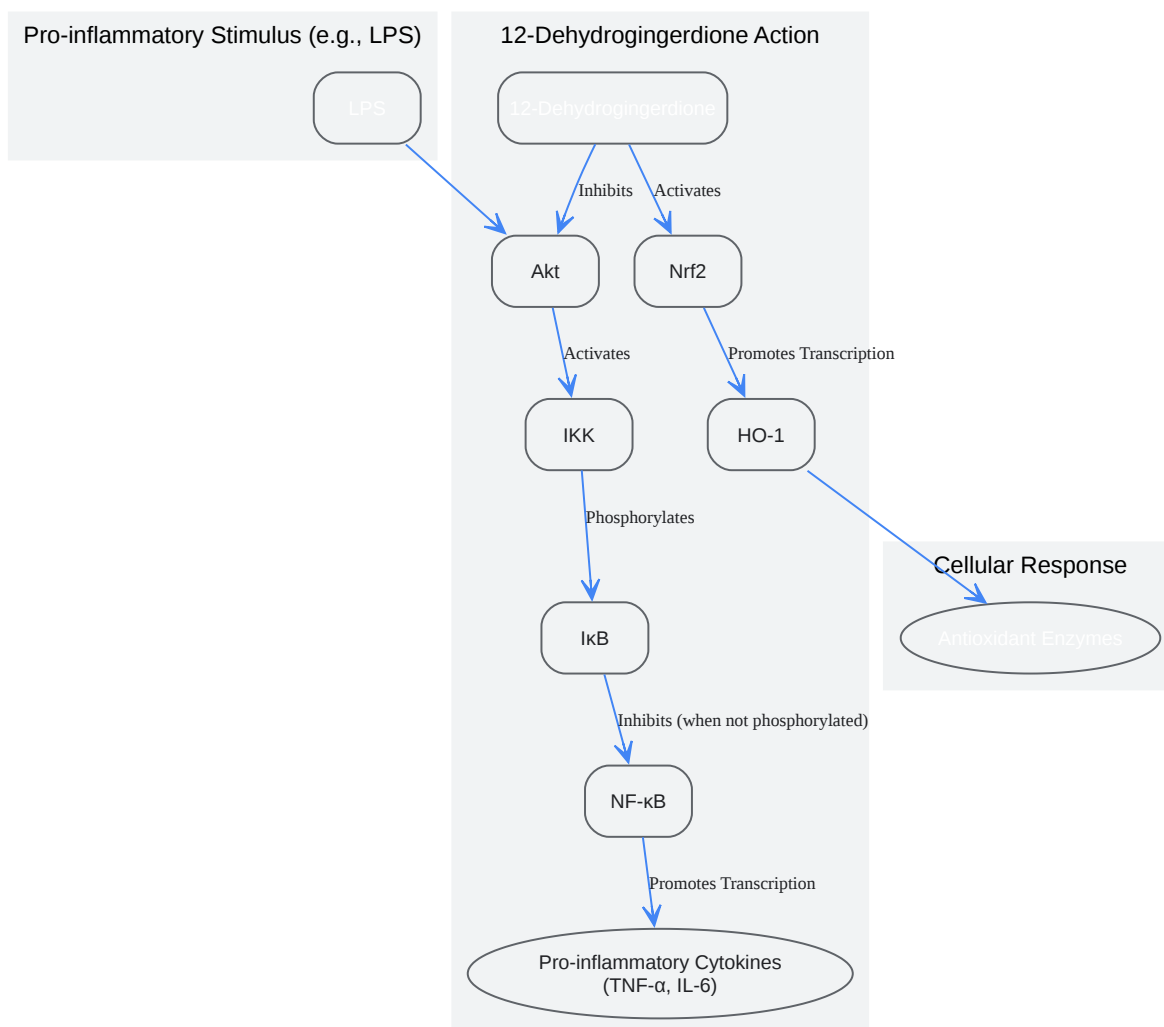 Pro-inflammatory Stimulus (e.g., LPS)
12-Dehydrogingerdione Action
LPS
12-Dehydrogingerdione
Inhibits
Activates
Akt
Nrf2
Activates
Promotes Transcription
IKK
HO-1
Phosphorylates
Cellular Response
IκB
Antioxidant Enzymes
Inhibits (when not phosphorylated)
NF-κB
Promotes Transcription
Pro-inflammatory Cytokines
(TNF-α, IL-6)